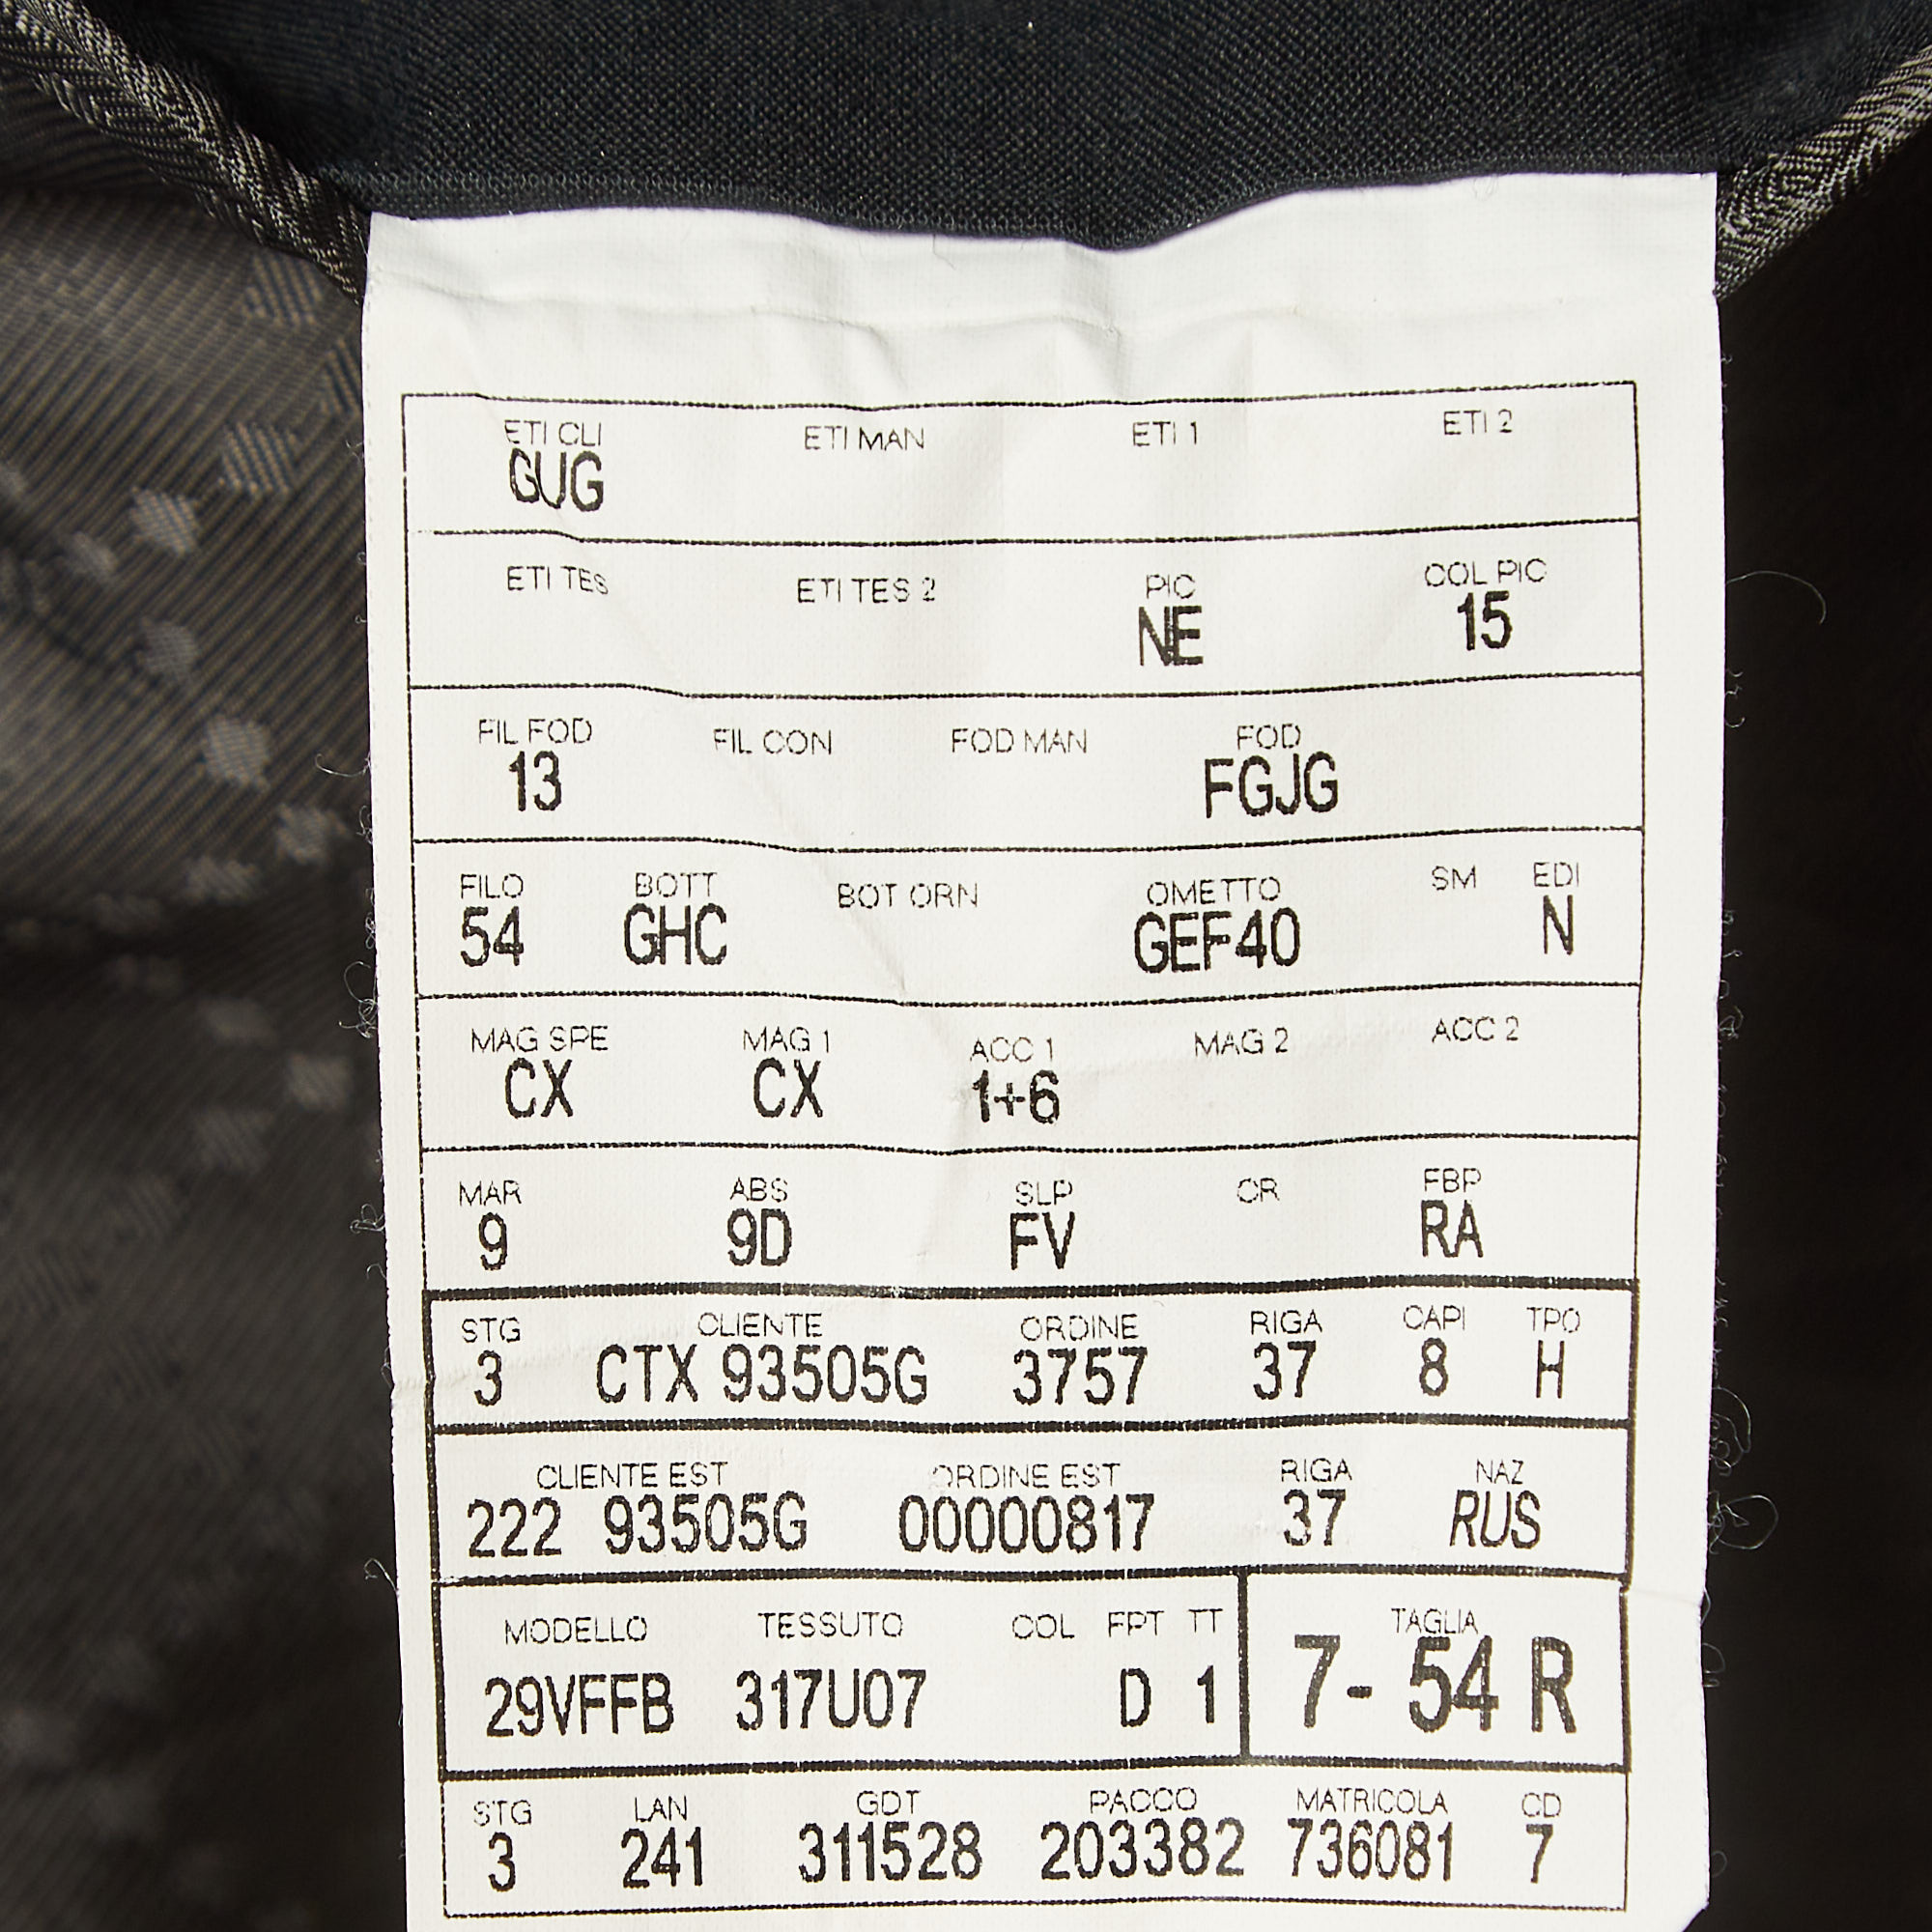 ETI CLI ETI MAN ETI 1 ETI 2
GUG
ETI TES ETI TES 2 PIC COL PIC
NE 15
FIL FOD FIL CON FOD MAN FOD
13 FGJG
FILO BOTT BOT ORN OMETTO SM EDI
54 GHC GEF40 N
MAG SPE MAG 1 ACC 1 MAG 2 ACC 2
CX CX 1+6
MAR ABS SLP CR FBP
9 9D FV RA
STG CLIENTE ORDINE RIGA CAPI TPO
3 CTX 93505G 3757 37 8 H
CLIENTE EST ORDINE EST RIGA NAZ
222 93505G 00000817 37 RUS
MODELLO TESSUTO COL FPT TT TAGLIA
29VFFB 317U07 D 1 7- 54 R
STG LAN GDT PACCO MATRICOLA CD
3 241 311528 203382 736081 7